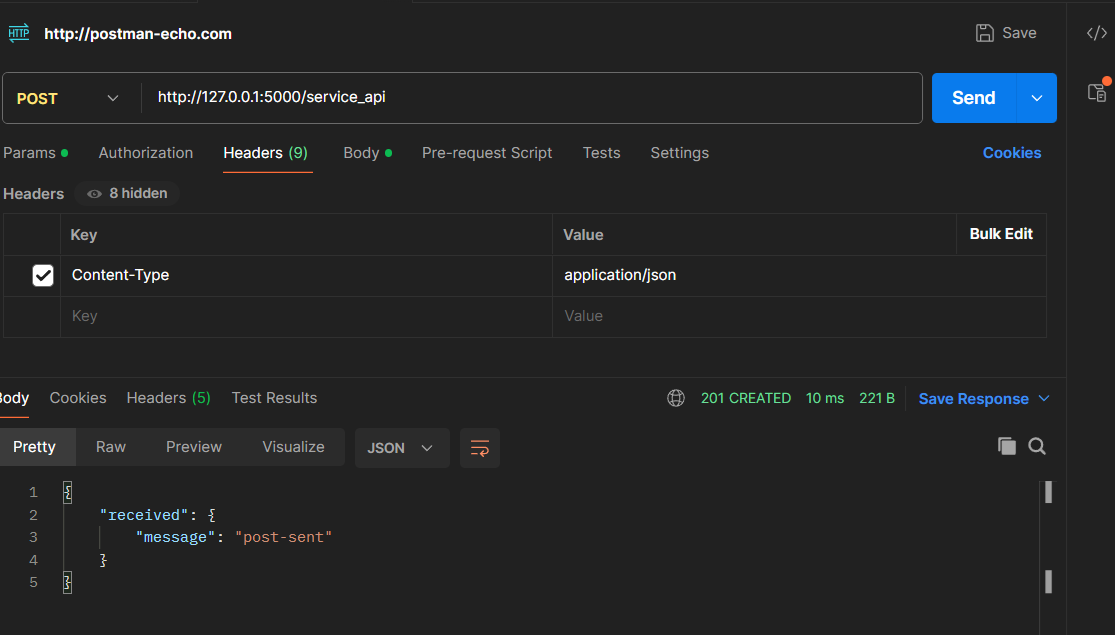 HTTP http://postman-echo.com Save
POST http://127.0.0.1:5000/service_api Send
Params Authorization Headers (9) Body Pre-request Script Tests Settings Cookies
Headers 8 hidden
Key Value Bulk Edit
Content-Type application/json
Key Value
Body Cookies Headers (5) Test Results 201 CREATED 10 ms 221 B Save Response
Pretty Raw Preview Visualize JSON
1 {
2 "received": {
3 "message": "post-sent"
4 }
5 }